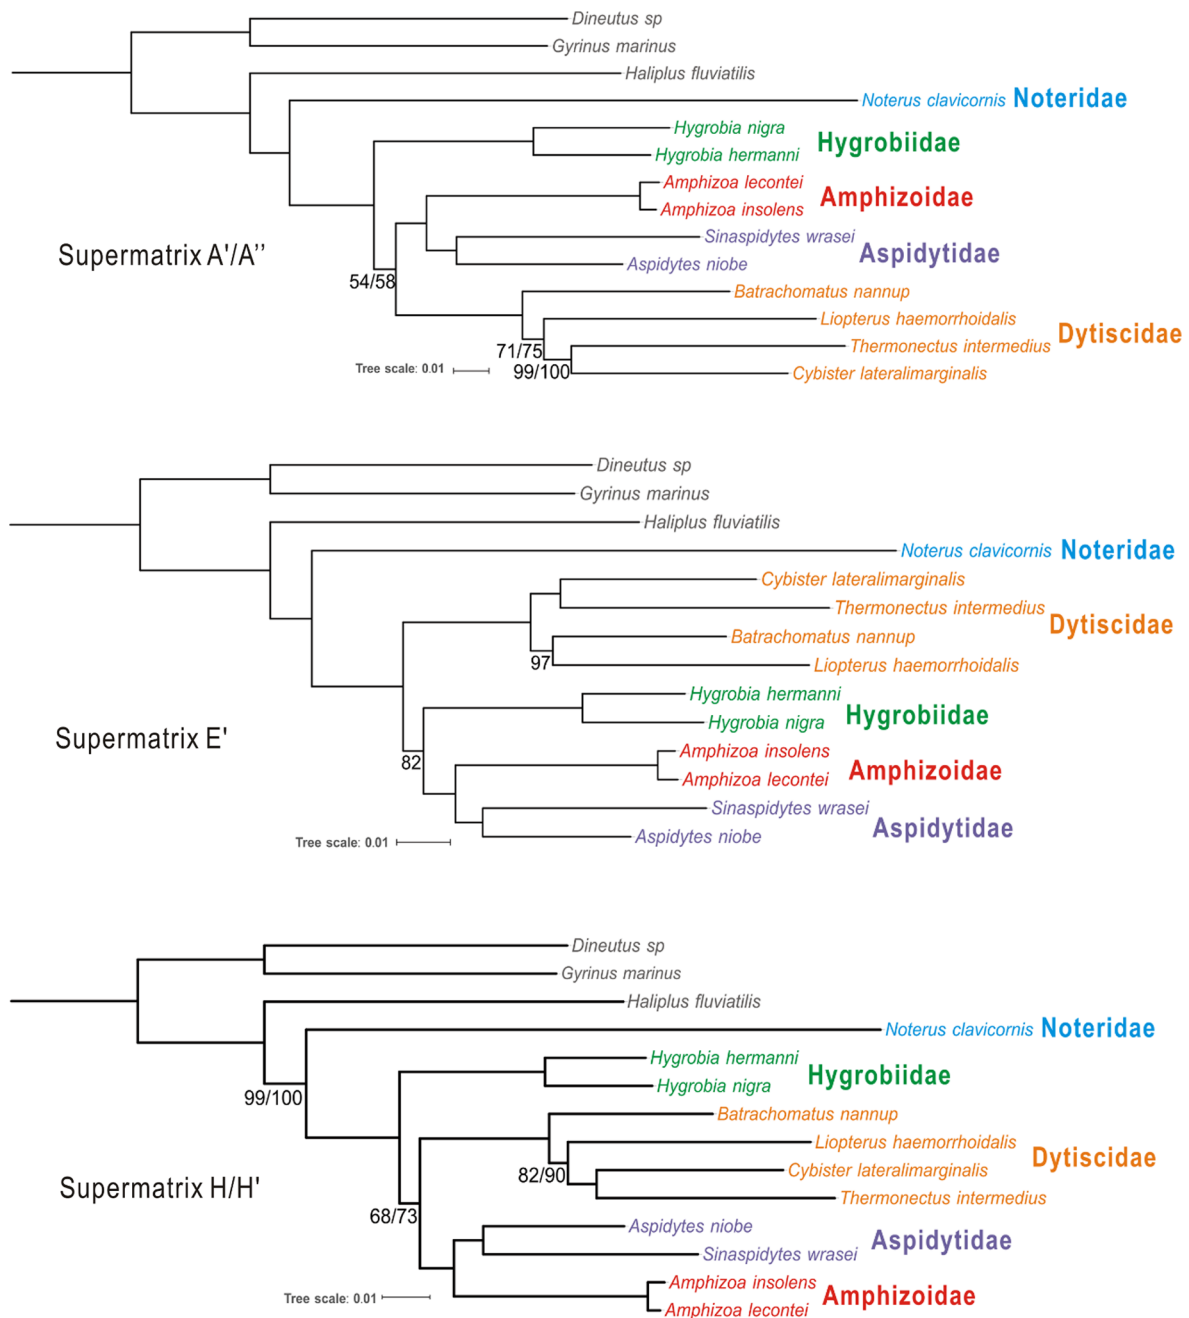 Dineutus sp
Gyrinus marinus
Haliplus fluviatilis
Noterus clavicornis Noteridae
Hygrobia nigra
Hygrobiidae
Hygrobia hermanni
Amphizoa lecontei
Amphizoidae
Amphizoa insolens
Sinaspidytes wrasei
Supermatrix A'/A''
Aspidytidae
Aspidytes niobe
54/58
Batrachomatus nannup
Liopterus haemorrhoidalis
Dytiscidae
Thermonectus intermedius
71/75
Tree scale: 0.01
99/100
Cybister lateralimarginalis
Dineutus sp
Gyrinus marinus
Haliplus fluviatilis
Noterus clavicornis Noteridae
Cybister lateralimarginalis
Thermonectus intermedius
Dytiscidae
Batrachomatus nannup
97
Liopterus haemorrhoidalis
Hygrobia hermanni
Hygrobiidae
Hygrobia nigra
Supermatrix E'
Amphizoa insolens
82
Amphizoidae
Amphizoa lecontei
Sinaspidytes wrasei
Aspidytidae
Aspidytes niobe
Tree scale: 0.01
Dineutus sp
Gyrinus marinus
Haliplus fluviatilis
Noterus clavicornis Noteridae
Hygrobia hermanni
Hygrobiidae
Hygrobia nigra
99/100
Batrachomatus nannup
Liopterus haemorrhoidalis
Dytiscidae
Cybister lateralimarginalis
82/90
Supermatrix H/H'
Thermonectus intermedius
68/73
Aspidytes niobe
Aspidytidae
Sinaspidytes wrasei
Amphizoa insolens
Amphizoidae
Tree scale: 0.01
Amphizoa lecontei